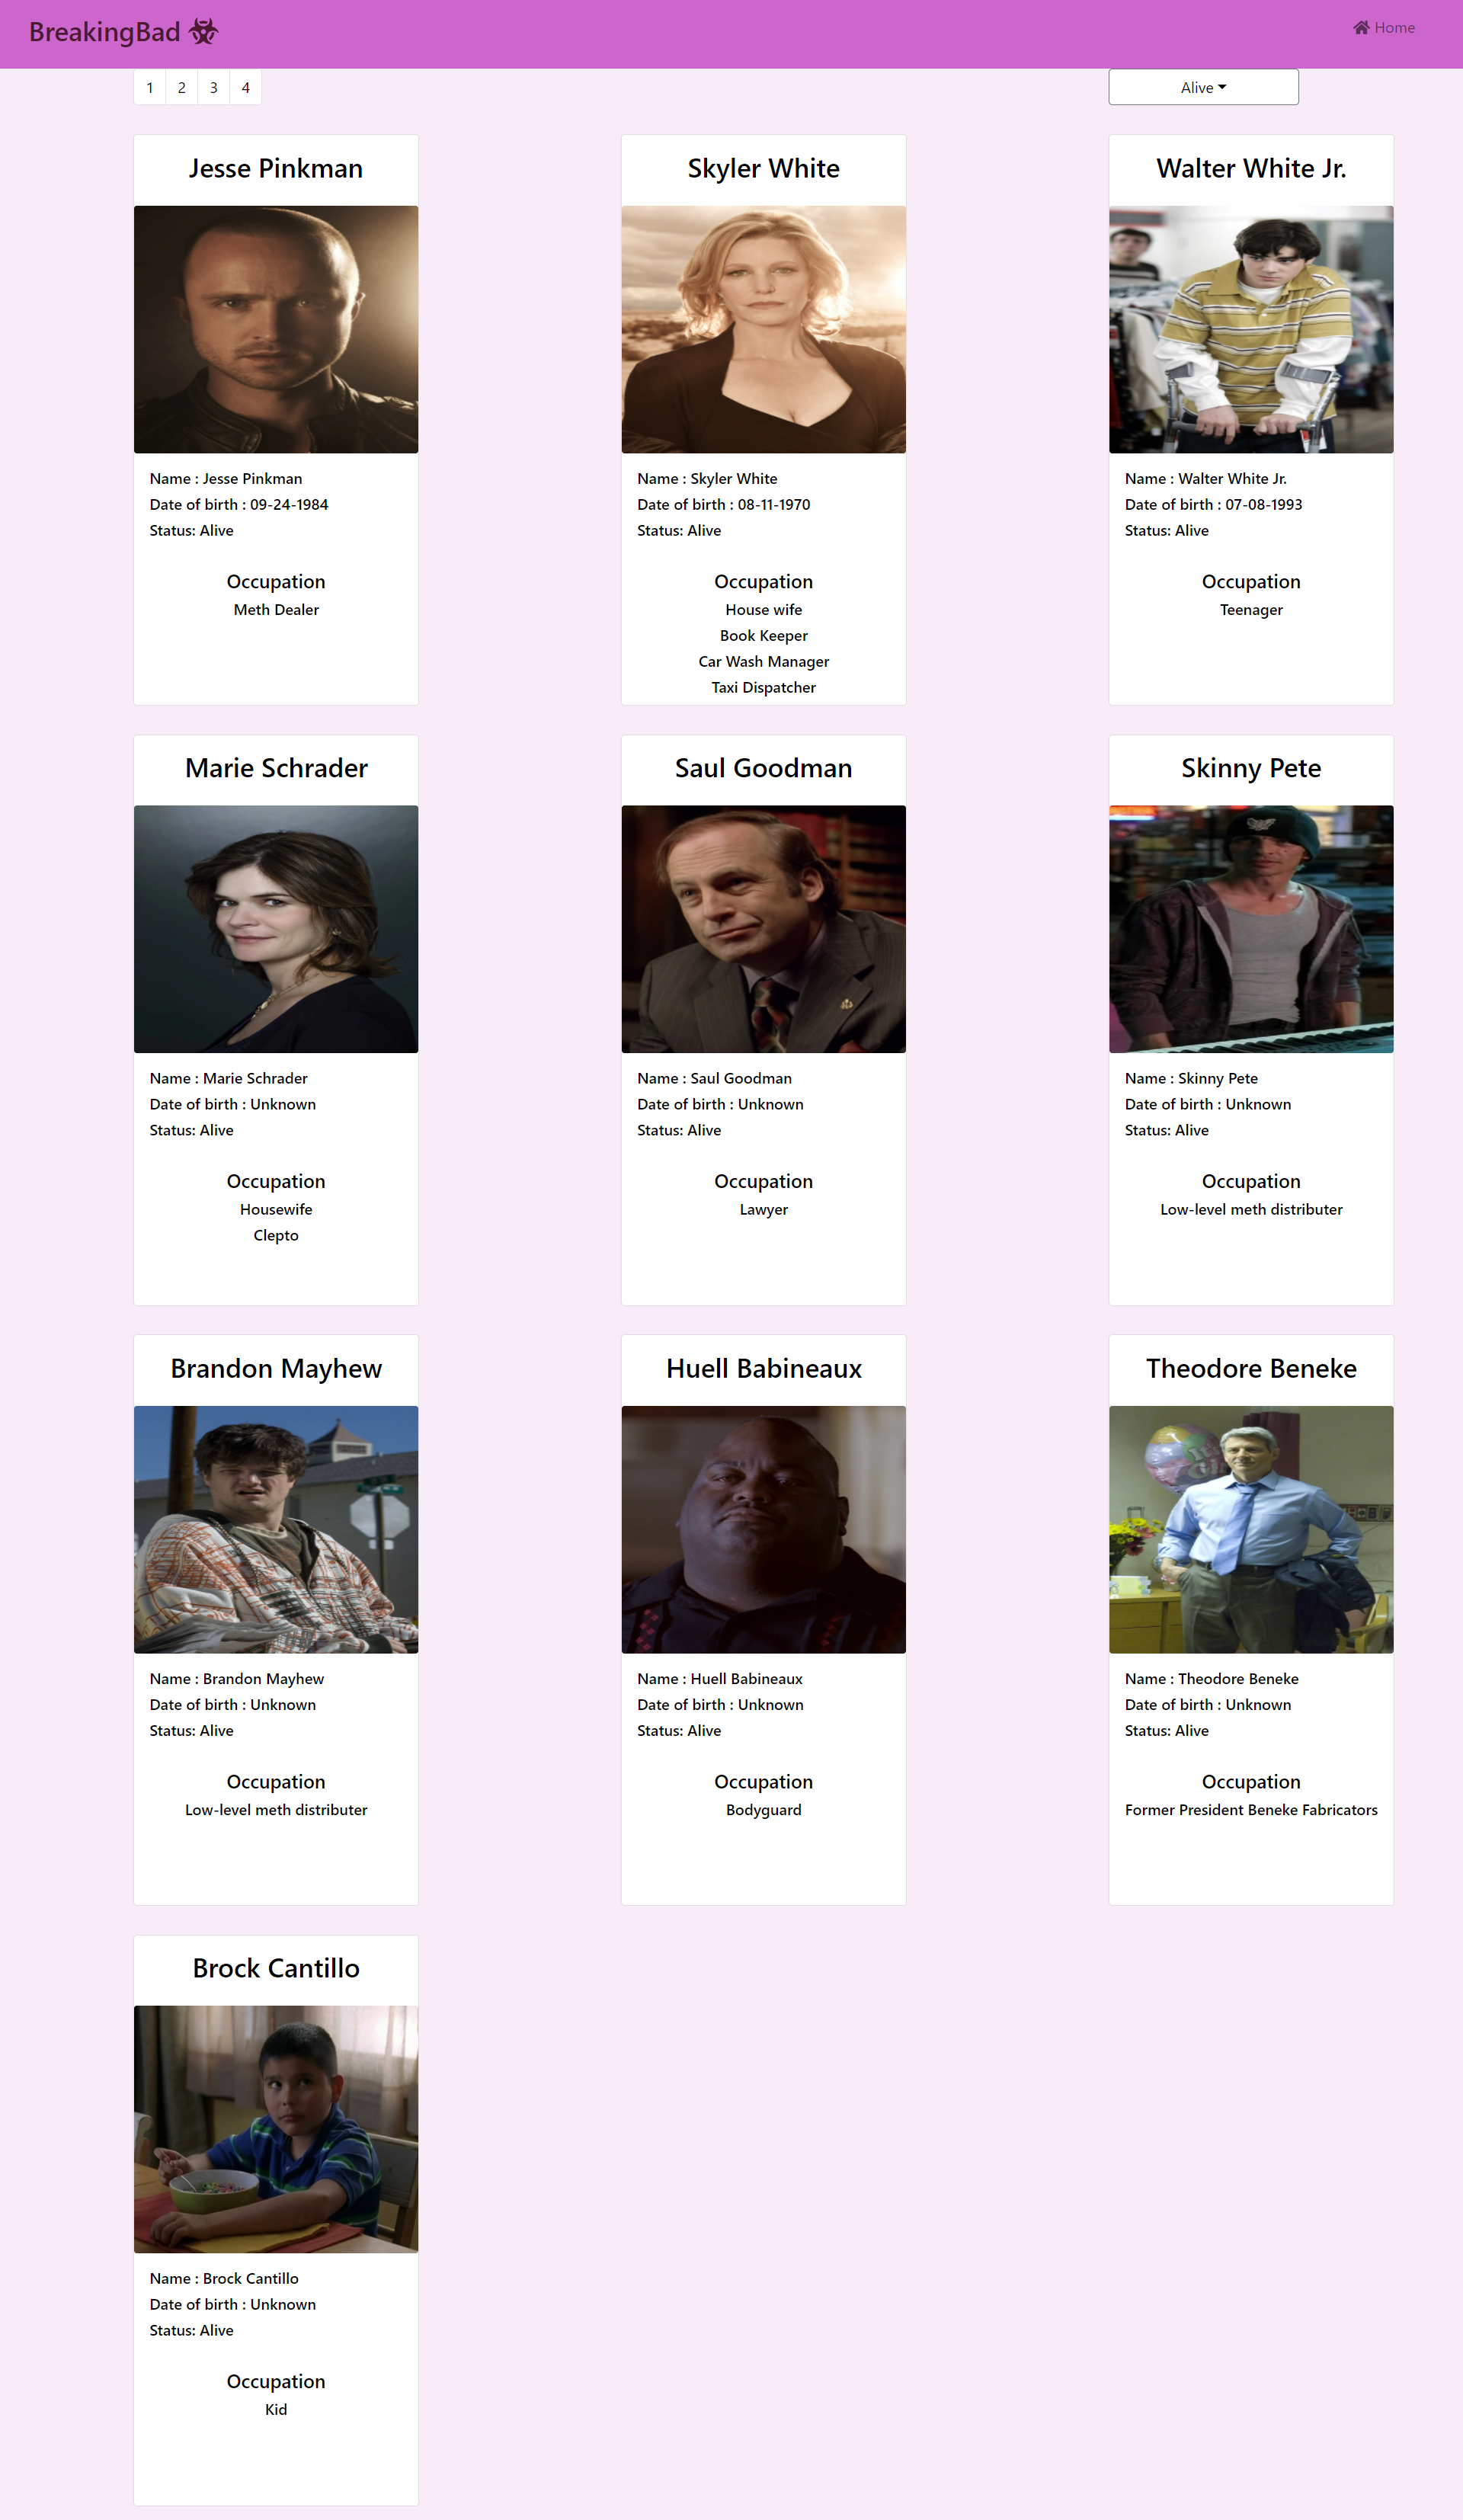 BreakingBad
Home
1 2 3 4
Alive
Jesse Pinkman
Name : Jesse Pinkman
Date of birth : 09-24-1984
Status: Alive
Occupation
Meth Dealer
Skyler White
Name : Skyler White
Date of birth : 08-11-1970
Status: Alive
Occupation
House wife
Book Keeper
Car Wash Manager
Taxi Dispatcher
Walter White Jr.
Name : Walter White Jr.
Date of birth : 07-08-1993
Status: Alive
Occupation
Teenager
Marie Schrader
Name : Marie Schrader
Date of birth : Unknown
Status: Alive
Occupation
Housewife
Clepto
Saul Goodman
Name : Saul Goodman
Date of birth : Unknown
Status: Alive
Occupation
Lawyer
Skinny Pete
Name : Skinny Pete
Date of birth : Unknown
Status: Alive
Occupation
Low-level meth distributer
Brandon Mayhew
Name : Brandon Mayhew
Date of birth : Unknown
Status: Alive
Occupation
Low-level meth distributer
Huell Babineaux
Name : Huell Babineaux
Date of birth : Unknown
Status: Alive
Occupation
Bodyguard
Theodore Beneke
Name : Theodore Beneke
Date of birth : Unknown
Status: Alive
Occupation
Former President Beneke Fabricators
Brock Cantillo
Name : Brock Cantillo
Date of birth : Unknown
Status: Alive
Occupation
Kid